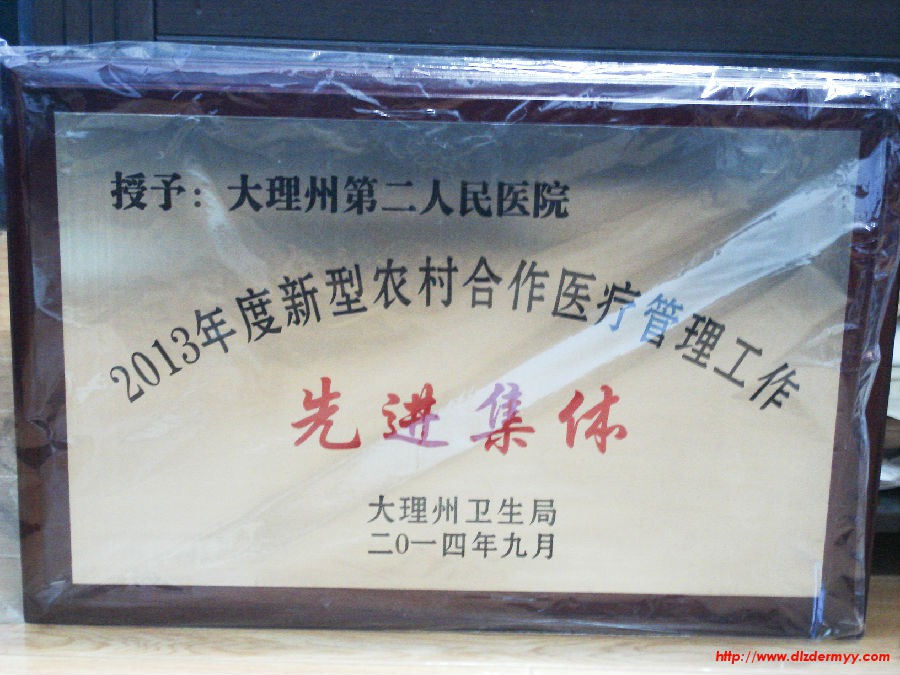 授予：大理州第二人民医院
2013年度新型农村合作医疗管理工作
先进集体
大理州卫生局
二0一四年九月
http://www.dlzdermyy.com